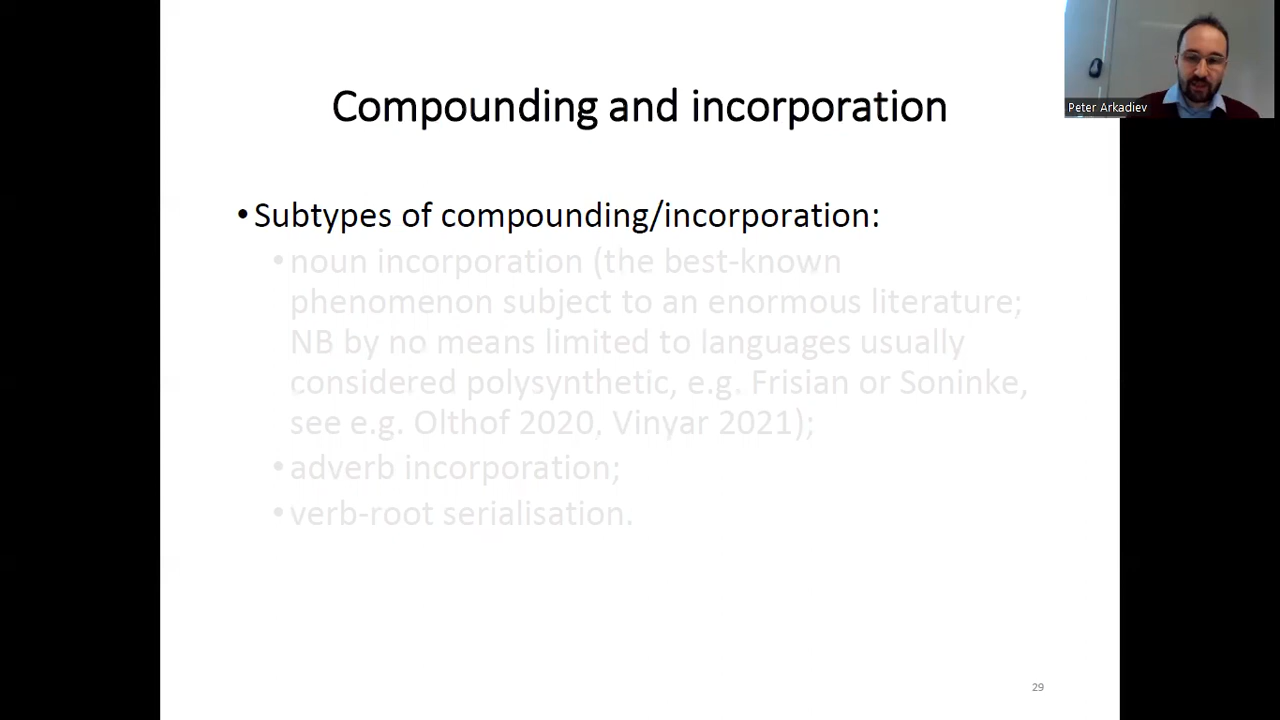 Peter Arkadiev
Compounding and incorporation
• Subtypes of compounding/incorporation:
• noun incorporation (the best-known
phenomenon subject to an enormous literature;
NB by no means limited to languages usually
considered polysynthetic, e.g. Frisian or Soninke,
see e.g. Olthof 2020, Vinyar 2021);
• adverb incorporation;
• verb-root serialisation.
29